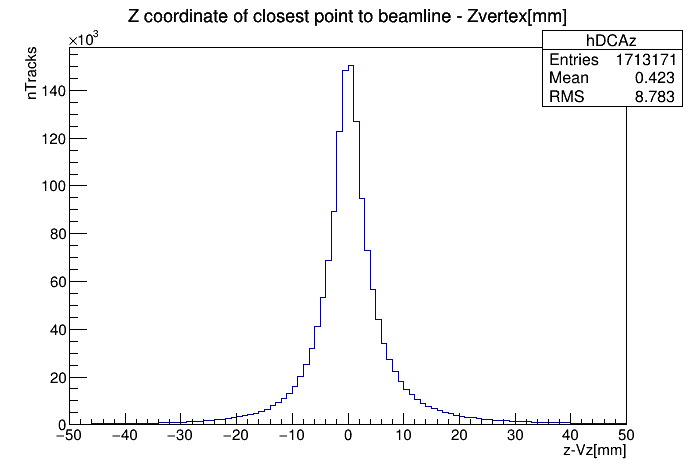 Z coordinate of closest point to beamline - Zvertex[mm]
×10³
nTracks
hDCAz
Entries 1713171
Mean 0.423
RMS 8.783
140
120
100
80
60
40
20
0
−50 −40 −30 −20 −10 0 10 20 30 40 50
z-Vz[mm]